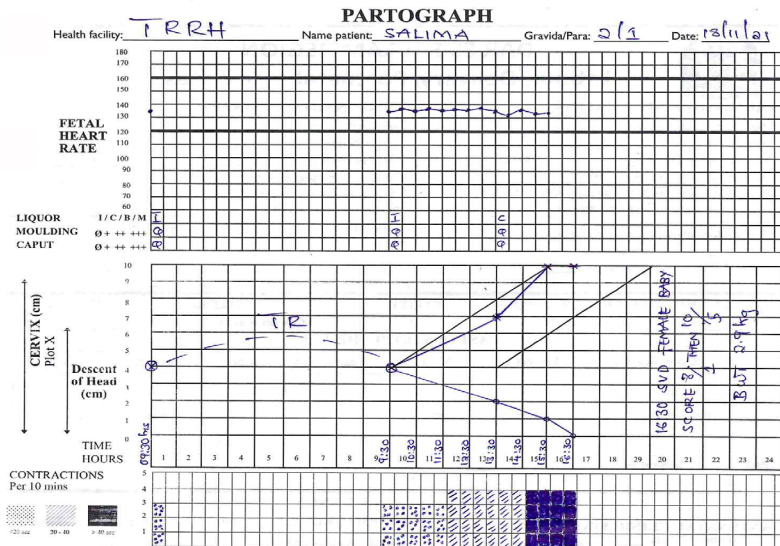 PARTOGRAPH
Health facility: TRRH Name patient: SALIMA Gravida/Para: 2/1 Date: 13/11/21
180
170
160
150
140
130
120
110
100
90
80
70
60
FETAL
HEART
RATE
LIQUOR I/C/B/M I I C
MOULDING Ø + ++ +++ Ø Ø Ø
CAPUT Ø + ++ +++ Ø Ø Ø
10
9
8
7
6
5
4
3
2
1
0
CERVIX (cm)
Plot X
Descent
of Head
(cm)
TR
16:30 SVD FEMALE BABY
SCORE 8/1 THEN 10/5
BWT 2.9kg
TIME 09:30 hrs 9:30 10:30 11:30 12:30 13:30 14:30 15:30 16:30
HOURS 1 2 3 4 5 6 7 8 9 10 11 12 13 14 15 16 17 18 19 20 21 22 23 24
CONTRACTIONS
Per 10 mins
5
4
3
2
1
<20 sec 20 - 40 > 40 sec